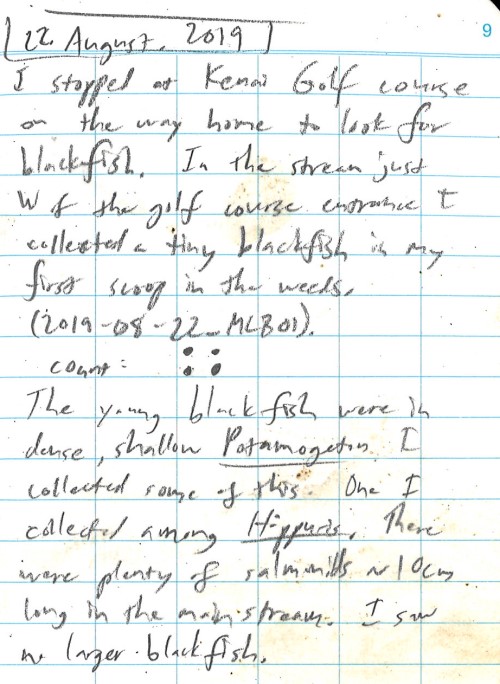 9
22. August. 2019
I stopped at Kenai Golf course
on the way home to look for
blackfish. In the stream just
W of the golf course entrance I
collected a tiny blackfish in my
first scoop in the weeds.
(2019-08-22_MLB01).
count: ::
The young blackfish were in
dense, shallow Potamogeton. I
collected some of this. One I
collected among Hippuris. There
were plenty of salmonids ~10cm
long in the main stream. I saw
no larger blackfish.